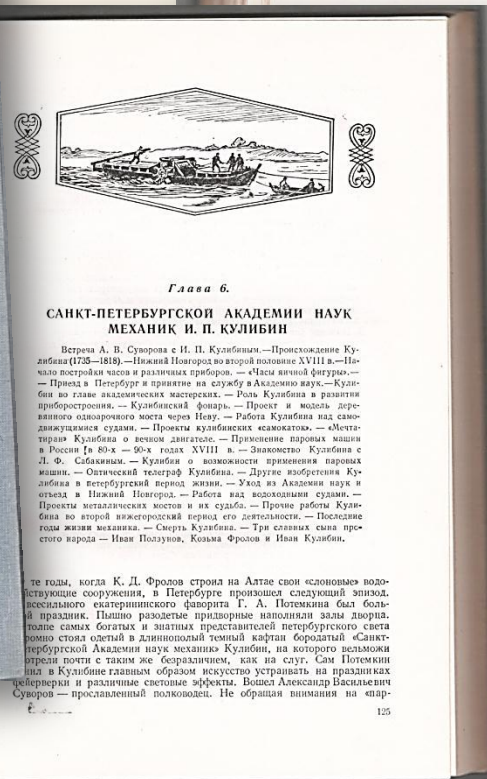 Глава 6.
САНКТ-ПЕТЕРБУРГСКОЙ АКАДЕМИИ НАУК
МЕХАНИК И. П. КУЛИБИН
Встреча А. В. Суворова с И. П. Кулибиным.—Происхождение Ку-
либина (1735—1818).—Нижний Новгород во второй половине XVIII в.—На-
чало постройки часов и различных приборов. — «Часы яичной фигуры».—
— Приезд в Петербург и принятие на службу в Академию наук.—Кули-
бин во главе академических мастерских. — Роль Кулибина в развитии
приборостроения. — Кулибинский фонарь. — Проект и модель дере-
вянного одноарочного моста через Неву. — Работа Кулибина над само-
движущимися судами. — Проекты кулибинских «самокаток». — «Мечта-
тиран» Кулибина о вечном двигателе. — Применение паровых машин
в России [в 80-х — 90-х годах XVIII в. — Знакомство Кулибина с
Л. Ф. Сабакиным. — Кулибин о возможности применения паровых
машин. — Оптический телеграф Кулибина. — Другие изобретения Ку-
либина в петербургский период жизни. — Уход из Академии наук и
отъезд в Нижний Новгород. — Работа над водоходными судами. —
Проекты металлических мостов и их судьба. — Прочие работы Кули-
бина во второй нижегородский период его деятельности. — Последние
годы жизни механика. — Смерть Кулибина. — Три славных сына про-
стого народа — Иван Ползунов, Козьма Фролов и Иван Кулибин.
те годы, когда К. Д. Фролов строил на Алтае свои «слоновые» водо-
сооружения, в Петербурге произошел следующий эпизод.
всесильного екатерининского фаворита Г. А. Потемкина был боль-
праздник. Пышно разодетые придворные наполняли залы дворца.
толпе самых богатых и знатных представителей петербургского света
стоял одетый в длиннополый темный кафтан бородатый «Санкт-
Академии наук механик» Кулибин, на которого вельможи
почти с таким же безразличием, как на слуг. Сам Потемкин
в Кулибине главным образом искусство устраивать на праздниках
фейерверки и различные световые эффекты. Вошел Александр Васильевич
Суворов — прославленный полководец. Не обращая внимания на «пар-
125